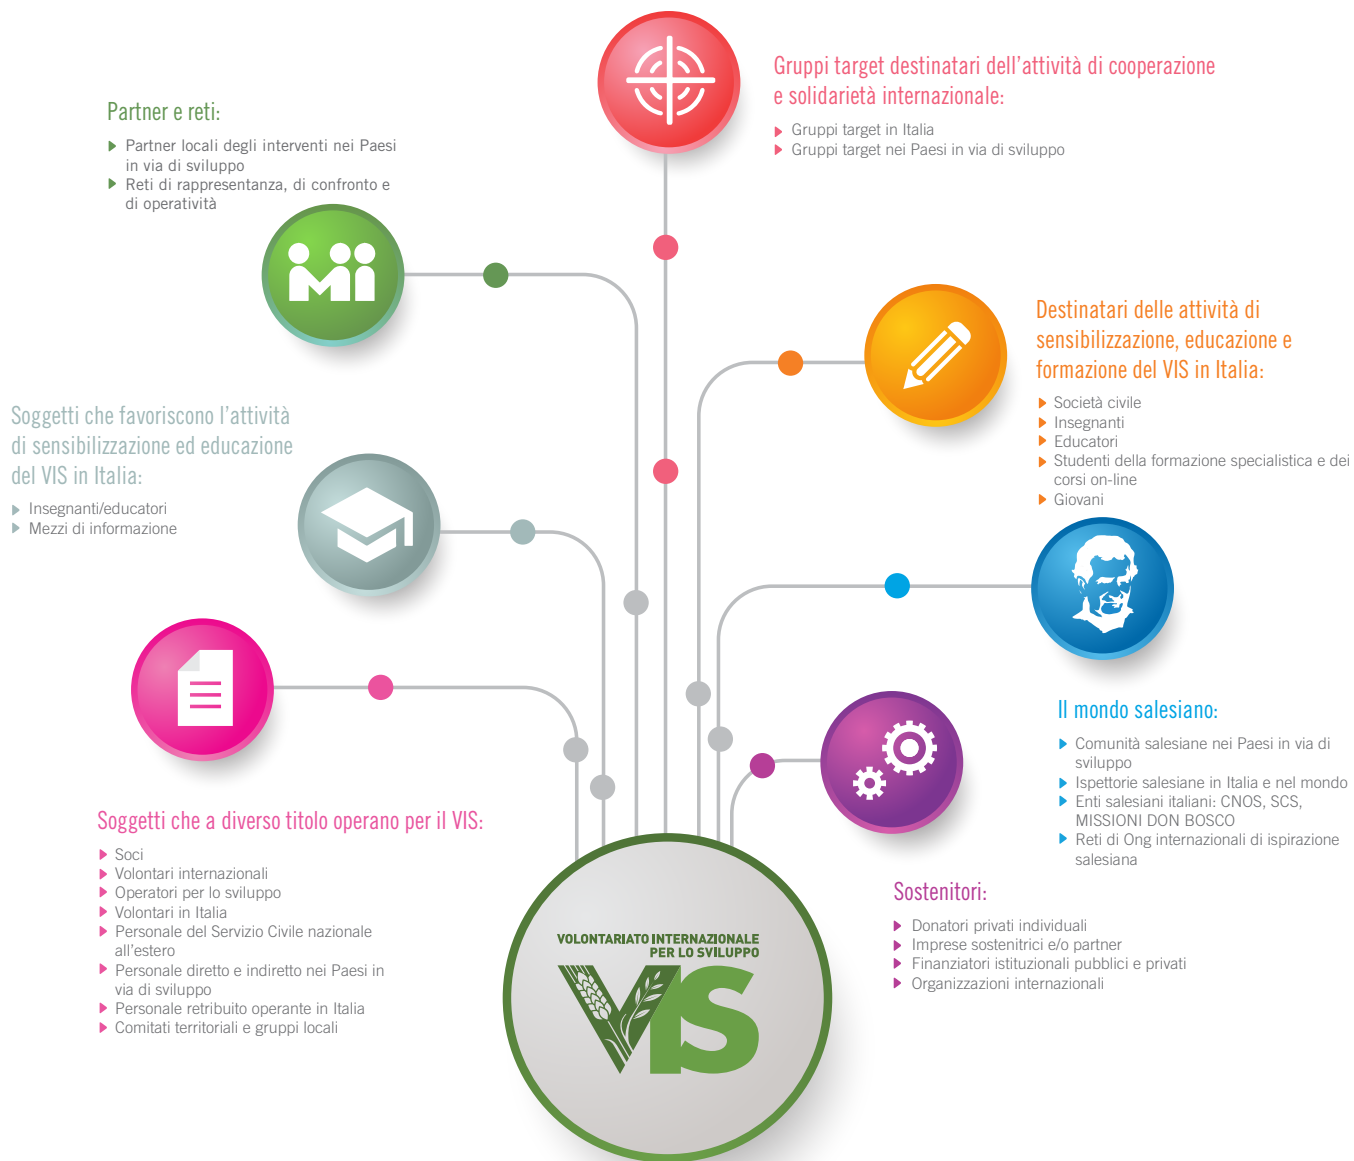 Gruppi target destinatari dell'attività di cooperazione
e solidarietà internazionale:
Gruppi target in Italia
Gruppi target nei Paesi in via di sviluppo
Partner e reti:
Partner locali degli interventi nei Paesi
in via di sviluppo
Reti di rappresentanza, di confronto e
di operatività
Destinatari delle attività di
sensibilizzazione, educazione e
formazione del VIS in Italia:
Società civile
Insegnanti
Educatori
Studenti della formazione specialistica e dei
corsi on-line
Giovani
Soggetti che favoriscono l'attività
di sensibilizzazione ed educazione
del VIS in Italia:
Insegnanti/educatori
Mezzi di informazione
Il mondo salesiano:
Comunità salesiane nei Paesi in via di
sviluppo
Ispettorie salesiane in Italia e nel mondo
Enti salesiani italiani: CNOS, SCS,
MISSIONI DON BOSCO
Reti di Ong internazionali di ispirazione
salesiana
Soggetti che a diverso titolo operano per il VIS:
Soci
Volontari internazionali
Operatori per lo sviluppo
Volontari in Italia
Personale del Servizio Civile nazionale
all'estero
Personale diretto e indiretto nei Paesi in
via di sviluppo
Personale retribuito operante in Italia
Comitati territoriali e gruppi locali
Sostenitori:
Donatori privati individuali
Imprese sostenitrici e/o partner
Finanziatori istituzionali pubblici e privati
Organizzazioni internazionali
VOLONTARIATO INTERNAZIONALE
PER LO SVILUPPO
VIS